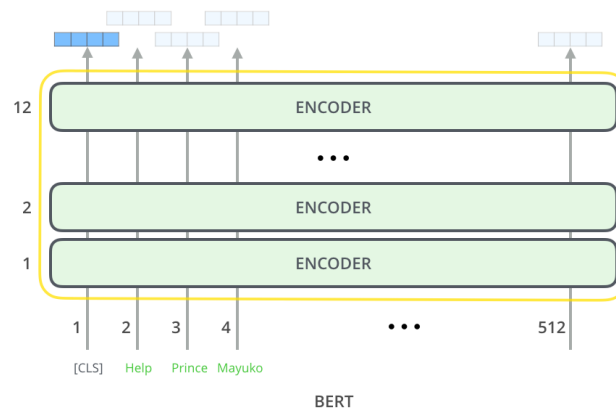 12 ENCODER
•••
2 ENCODER
1 ENCODER
1 2 3 4 ••• 512
[CLS] Help Prince Mayuko
BERT